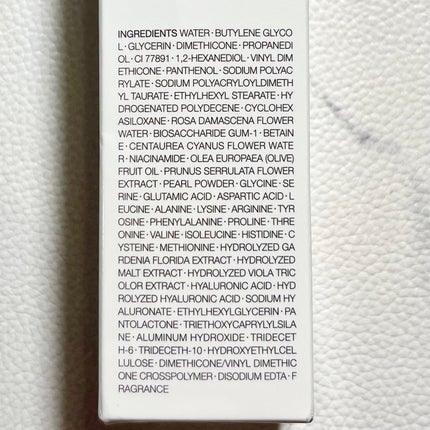 INGREDIENTS WATER·BUTYLENE GLYCO
L·GLYCERIN·DIMETHICONE·PROPANEDI
OL·CI 77891·1,2-HEXANEDIOL·VINYL DIM
ETHICONE·PANTHENOL·SODIUM POLYAC
RYLATE·SODIUM POLYACRYLOYLDIMETH
YL TAURATE·ETHYLHEXYL STEARATE·HY
DROGENATED POLYDECENE·CYCLOHEX
ASILOXANE·ROSA DAMASCENA FLOWER
WATER·BIOSACCHARIDE GUM-1·BETAIN
E·CENTAUREA CYANUS FLOWER WATE
R·NIACINAMIDE·OLEA EUROPAEA (OLIVE)
FRUIT OIL·PRUNUS SERRULATA FLOWER
EXTRACT·PEARL POWDER·GLYCINE·SE
RINE·GLUTAMIC ACID·ASPARTIC ACID·L
EUCINE·ALANINE·LYSINE·ARGININE·TYR
OSINE·PHENYLALANINE·PROLINE·THRE
ONINE·VALINE·ISOLEUCINE·HISTIDINE·C
YSTEINE·METHIONINE·HYDROLYZED GA
RDENIA FLORIDA EXTRACT·HYDROLYZED
MALT EXTRACT·HYDROLYZED VIOLA TRIC
OLOR EXTRACT·HYALURONIC ACID·HYD
ROLYZED HYALURONIC ACID·SODIUM HY
ALURONATE·ETHYLHEXYLGLYCERIN·PA
NTOLACTONE·TRIETHOXYCAPRYLYLSILA
NE·ALUMINUM HYDROXIDE·TRIDECET
H-6·TRIDECETH-10·HYDROXYETHYLCEL
LULOSE·DIMETHICONE/VINYL DIMETHIC
ONE CROSSPOLYMER·DISODIUM EDTA·F
RAGRANCE